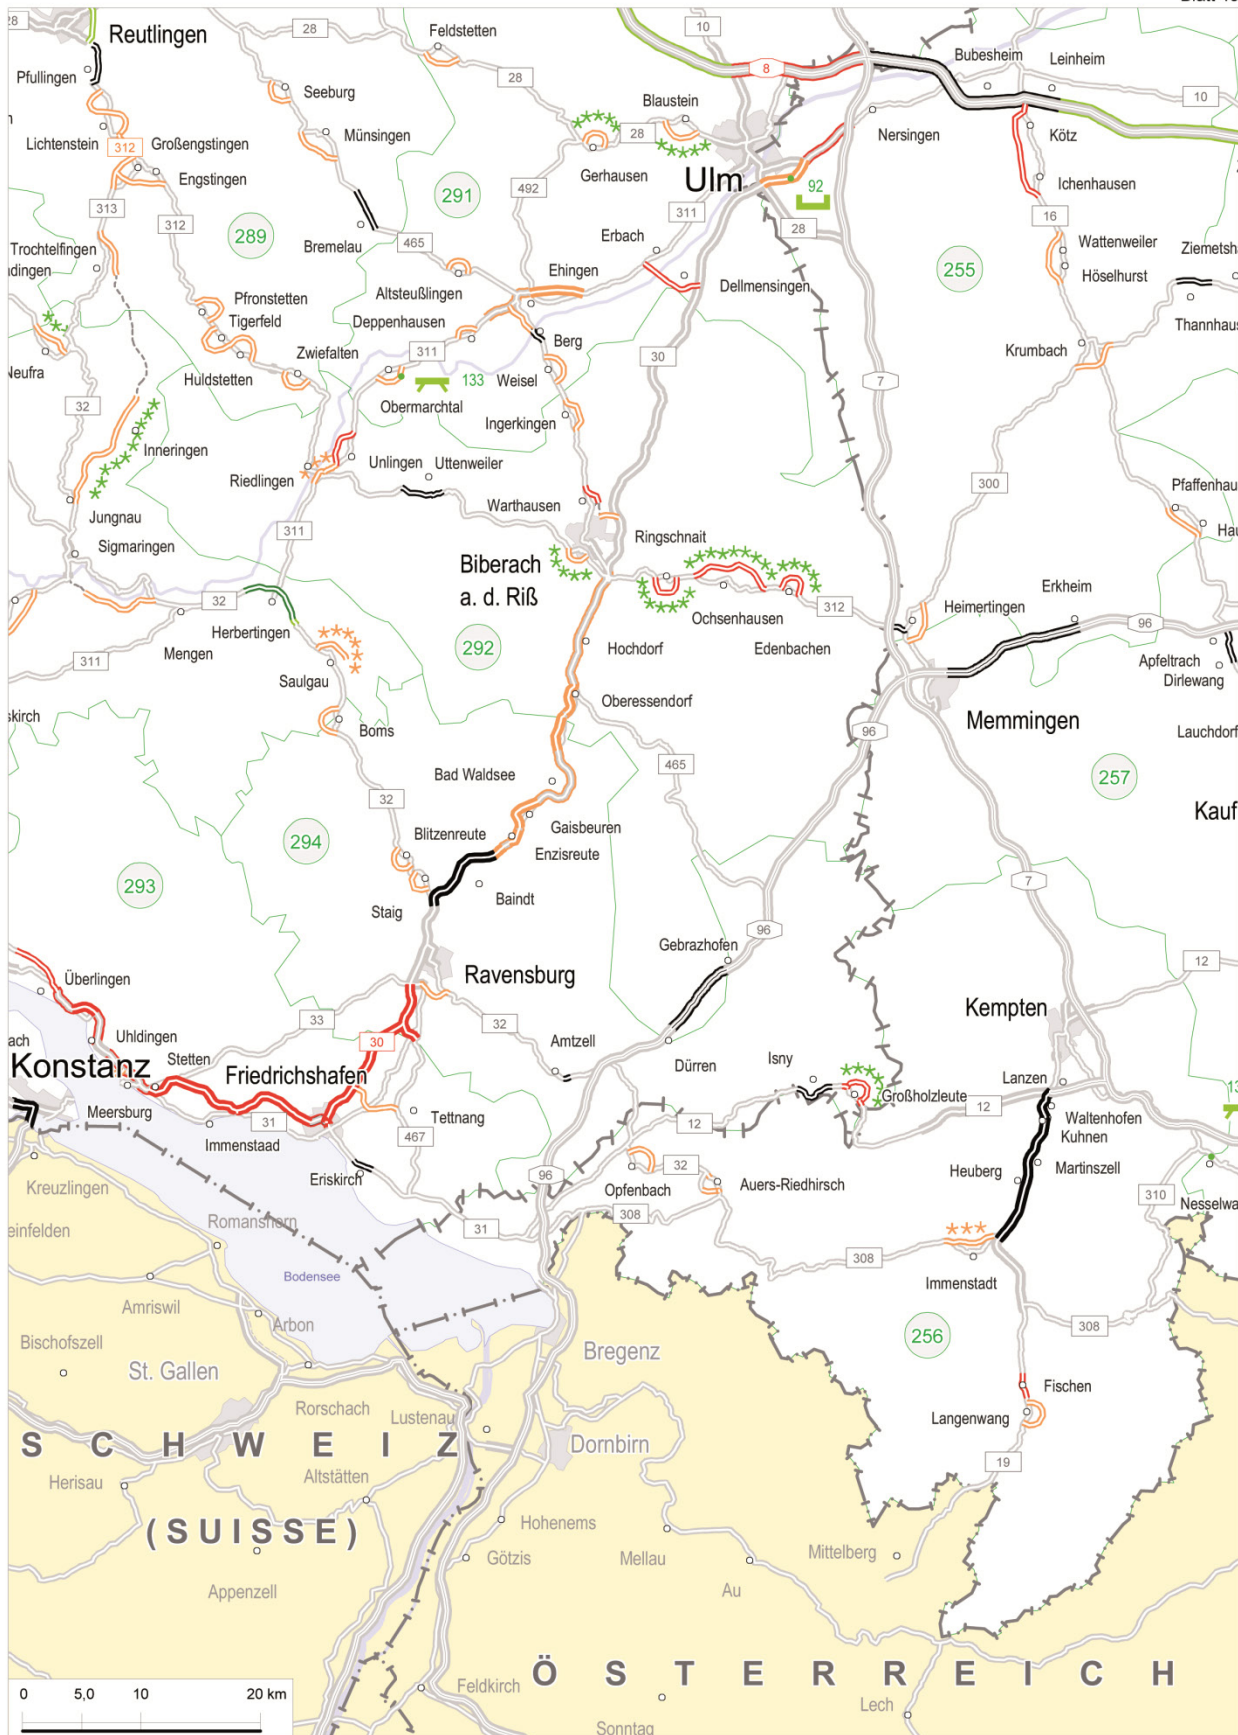 28
Reutlingen
28
Feldstetten
10
8
Bubesheim
Leinheim
Pfullingen
Seeburg
28
Blaustein
10
Münsingen
28
Nersingen
Kötz
Lichtenstein
312
Großengstingen
Gerhausen
Ulm
92
Ichenhausen
Engstingen
291
492
313
312
289
311
16
Bremelau
465
Erbach
28
Wattenweiler
Trochtelfingen
255
Höselhurst
Ehingen
Dellmensingen
Altsteußlingen
Pfronstetten
Deppenhausen
Thannhaus
Tigerfeld
Berg
Krumbach
Zwiefalten
311
30
Neufra
Huldstetten
133
Weisel
7
32
Obermarchtal
Ingerkingen
Inneringen
Unlingen
Uttenweiler
Riedlingen
Warthausen
300
Pfaffenhau
Jungnau
311
Sigmaringen
Ringschnait
Biberach
a. d. Riß
Erkheim
32
Ochsenhausen
312
Heimertingen
96
Herbertingen
292
Hochdorf
Edenbachen
Mengen
Apfeltrach
311
Dirlewang
Saulgau
Oberessendorf
Memmingen
Boms
96
Lauchdorf
Bad Waldsee
465
257
32
Kauf
Blitzenreute
Gaisbeuren
294
Enzisreute
293
7
Staig
Baindt
96
Gebrazhofen
12
Überlingen
Ravensburg
Kempten
Uhldingen
33
32
30
Amtzell
Stetten
Dürren
Isny
Konstanz
Friedrichshafen
Lanzen
Großholzleute
Meersburg
31
Tettnang
12
12
Waltenhofen
Immenstaad
467
Kuhnen
Eriskirch
96
32
Heuberg
Martinszell
Kreuzlingen
Opfenbach
Auers-Riedhirsch
310
Nesselwa
Romanshorn
31
308
308
Bodensee
Immenstadt
Amriswil
Arbon
256
308
Bischofszell
Bregenz
St. Gallen
Fischen
Rorschach
Lustenau
Langenwang
SCHWEIZ
Dornbirn
19
Herisau
Altstätten
(SUISSE)
Hohenems
Götzis
Mellau
Mittelberg
Appenzell
Au
ÖSTERREICH
Feldkirch
0 5,0 10 20 km
Lech
Sonntag